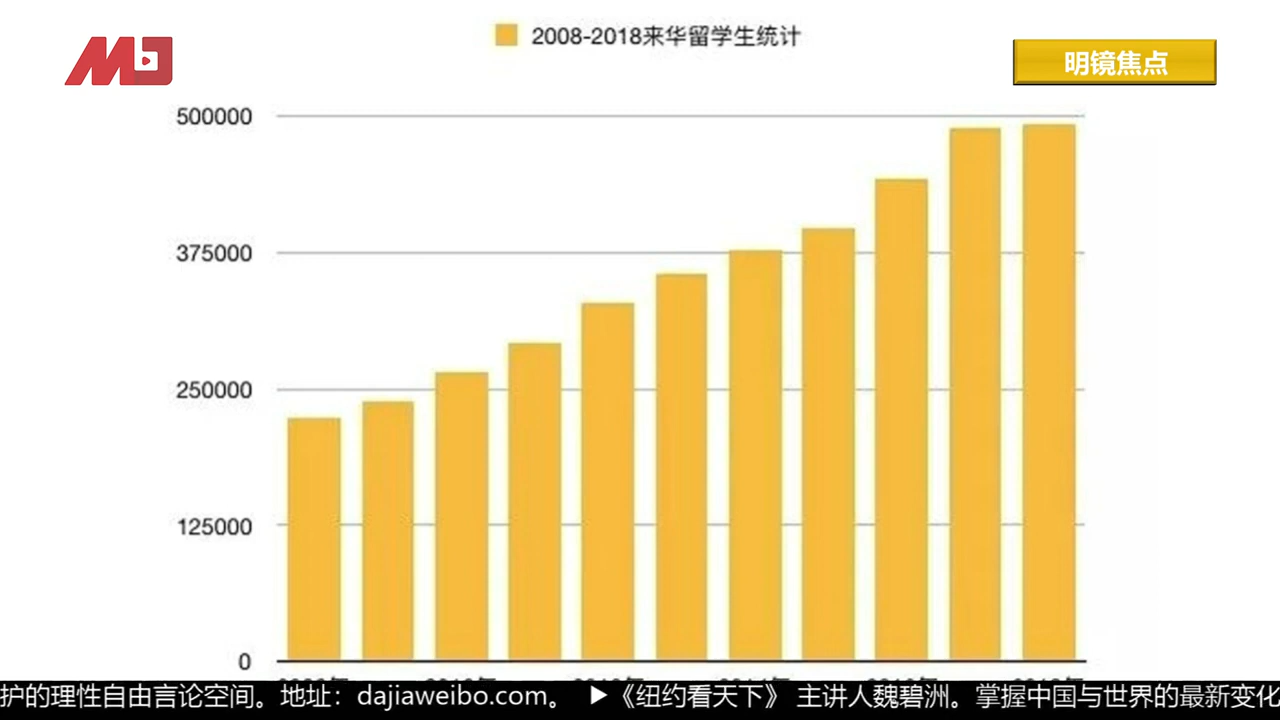 2008-2018来华留学生统计
明镜焦点
500000
375000
250000
125000
0
护的理性自由言论空间。地址：dajiaweibo.com。 ▶《纽约看天下》 主讲人魏碧洲。掌握中国与世界的最新变化